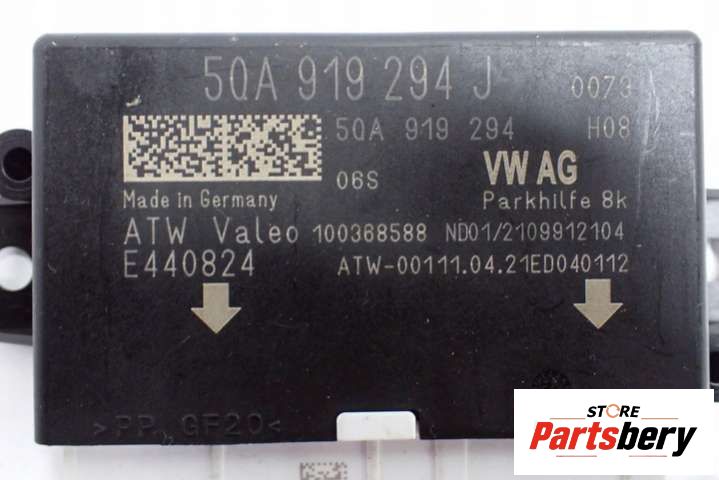 5QA 919 294 J 0073
5QA 919 294 H08
06S VW AG
Made in Germany Parkhilfe 8k
ATW Valeo 100368588 ND01/2109912104
E440824 ATW-00111.04.21ED040112
>PP GF20<
STORE
Partsbery